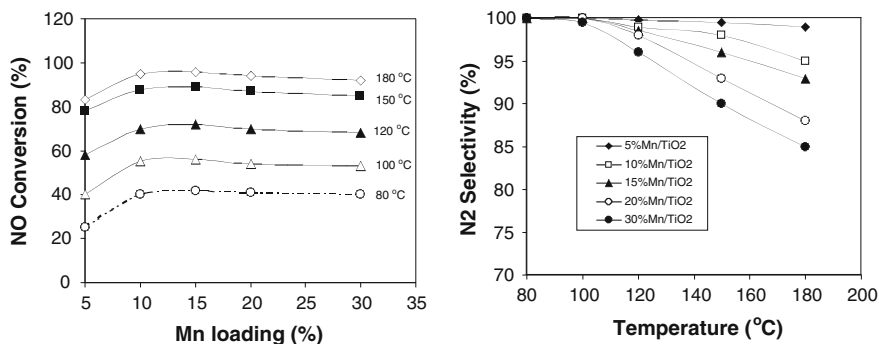 NO Conversion (%)
120
100
80
60
40
20
0
5 10 15 20 25 30 35
Mn loading (%)
180 °C
150 °C
120 °C
100 °C
80 °C
N2 Selectivity (%)
100
95
90
85
80
75
70
80 100 120 140 160 180 200
Temperature (°C)
5%Mn/TiO2
10%Mn/TiO2
15%Mn/TiO2
20%Mn/TiO2
30%Mn/TiO2